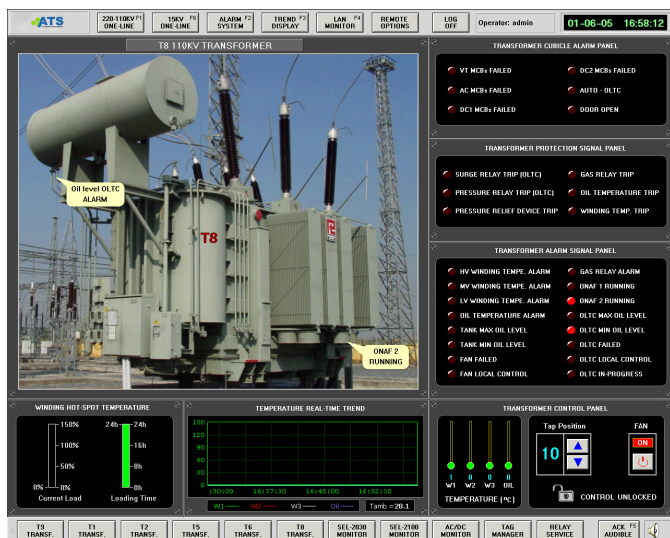 ATS
220-110KV F1
ONE-LINE
15KV F6
ONE-LINE
ALARM F2
SYSTEM
TREND F3
DISPLAY
LAN F4
MONITOR
REMOTE
OPTIONS
LOG
OFF
Operator: admin
01-06-05 16:58:12
T8 110KV TRANSFORMER
Oil level OLTC
ALARM
T8
ONAF 2
RUNNING
TRANSFORMER CUBICLE ALARM PANEL
VT MCBs FAILED
DC2 MCBs FAILED
AC MCBs FAILED
AUTO - OLTC
DC1 MCBs FAILED
DOOR OPEN
TRANSFORMER PROTECTION SIGNAL PANEL
SURGE RELAY TRIP (OLTC)
GAS RELAY TRIP
PRESSURE RELAY TRIP (OLTC)
OIL TEMPERATURE TRIP
PRESSURE RELIEF DEVICE TRIP
WINDING TEMP. TRIP
TRANSFORMER ALARM SIGNAL PANEL
HV WINDING TEMPE. ALARM
GAS RELAY ALARM
MV WINDING TEMPE. ALARM
ONAF 1 RUNNING
LV WINDING TEMPE. ALARM
ONAF 2 RUNNING
OIL TEMPERATURE ALARM
OLTC MAX OIL LEVEL
TANK MAX OIL LEVEL
OLTC MIN OIL LEVEL
TANK MIN OIL LEVEL
OLTC FAILED
FAN FAILED
OLTC LOCAL CONTROL
FAN LOCAL CONTROL
OLTC IN-PROGRESS
WINDING HOT-SPOT TEMPERATURE
150%
100%
50%
0% 0%
Current Load
24h 24h
16h
8h
0h
Loading Time
TEMPERATURE REAL-TIME TREND
150
120
90
60
30
0
:30:00 16:37:30 16:45:00 16:52:30
W1 W2 W3 Oil Tamb = 28.1
TRANSFORMER CONTROL PANEL
1 0 0 0
W1 W2 W3 OIL
TEMPERATURE (ºC)
Tap Position
10
FAN
ON
CONTROL UNLOCKED
T9
TRANSF.
T1
TRANSF.
T2
TRANSF.
T5
TRANSF.
T6
TRANSF.
T8
TRANSF.
SEL-2030
MONITOR
SEL-2100
MONITOR
AC/DC
MONITOR
TAG
MANAGER
RELAY
SERVICE
ACK F5
AUDIBLE